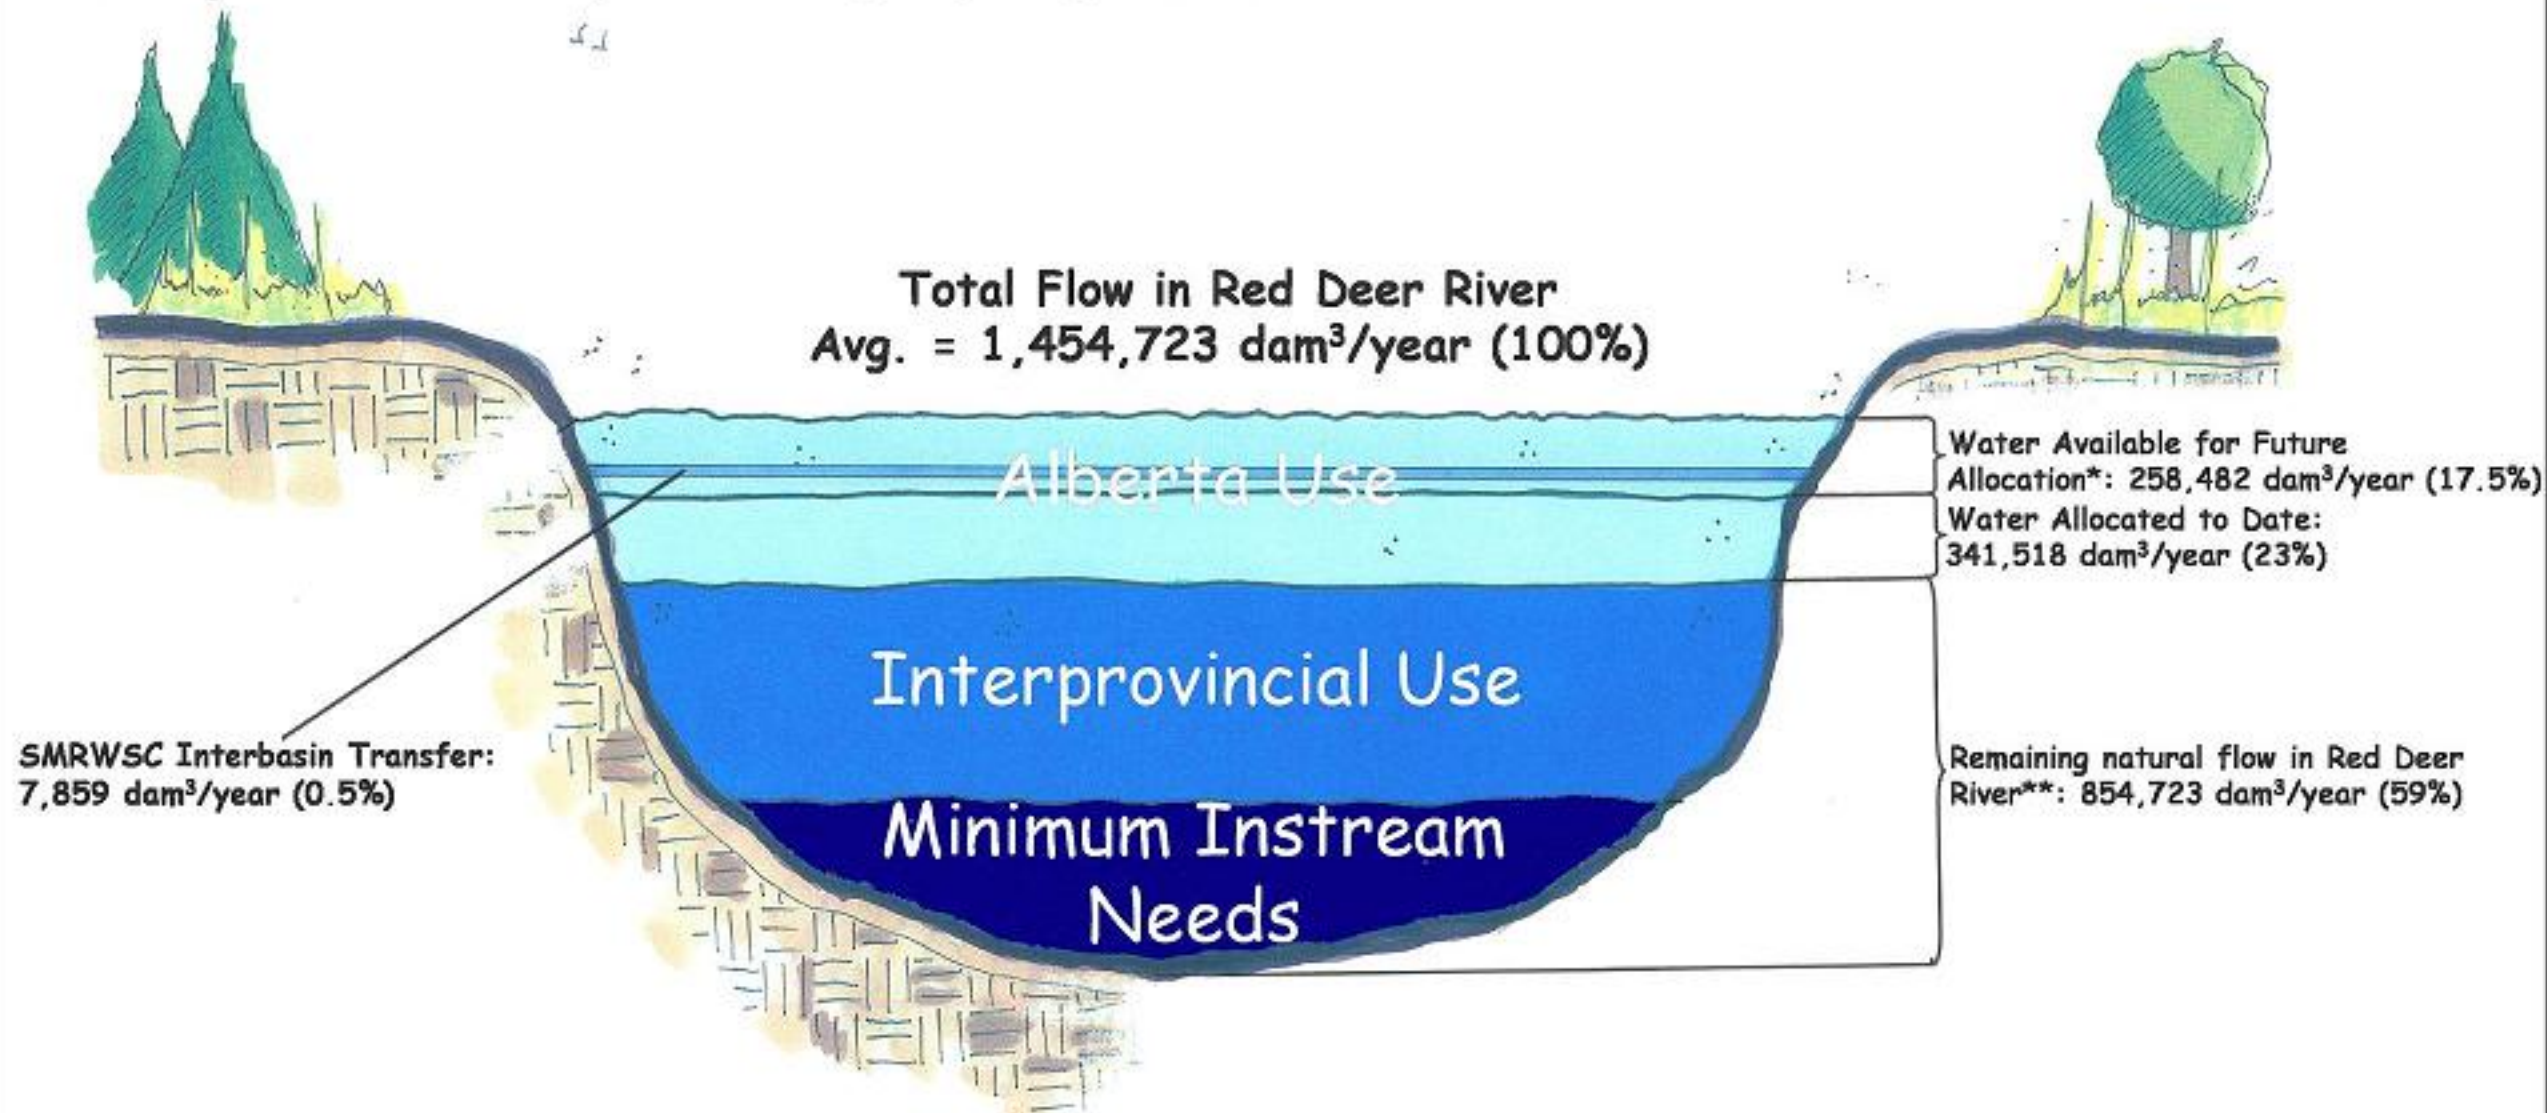 Total Flow in Red Deer River
Avg. = 1,454,723 dam³/year (100%)
Alberta Use
Water Available for Future
Allocation*: 258,482 dam³/year (17.5%)
Water Allocated to Date:
341,518 dam³/year (23%)
Interprovincial Use
SMRWSC Interbasin Transfer:
7,859 dam³/year (0.5%)
Remaining natural flow in Red Deer
River**: 854,723 dam³/year (59%)
Minimum Instream
Needs